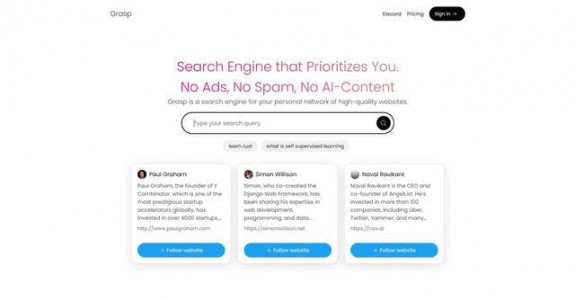 Grasp
Discord Pricing Sign in →
Search Engine that Prioritizes You.
No Ads, No Spam, No AI-Content
Grasp is a search engine for your personal network of high-quality websites.
Type your search query
learn rust what is self supervised learning
Paul Graham
Paul Graham, the founder of Y
Combinator, which is one of the
most prestigious startup
accelerators globally, has
invested in over 4000 startups,...
http://www.paulgraham.com
+ Follow website
Simon Willison
Simon, who co-created the
Django Web Framework, has
been sharing his expertise in
web development,
programming, and data...
https://simonwillison.net
+ Follow website
Naval Ravikant
Naval Ravikant is the CEO and
co-founder of AngelList. He's
invested in more than 100
companies, including Uber,
Twitter, Yammer, and many...
https://nav.al
+ Follow website